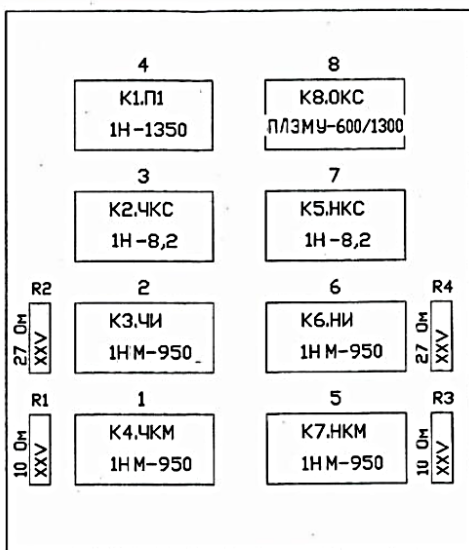 4
8
К1.П1
1Н-1350
К8.ОКС
ПЛ3МУ-600/1300
3
7
К2.ЧКС
1Н-8,2
К5.НКС
1Н-8,2
R2
2
6
R4
27 Ом
XXV
К3.ЧИ
1НМ-950
К6.НИ
1НМ-950
27 Ом
XXV
R1
1
5
R3
10 Ом
XXV
К4.ЧКМ
1НМ-950
К7.НКМ
1НМ-950
10 Ом
XXV